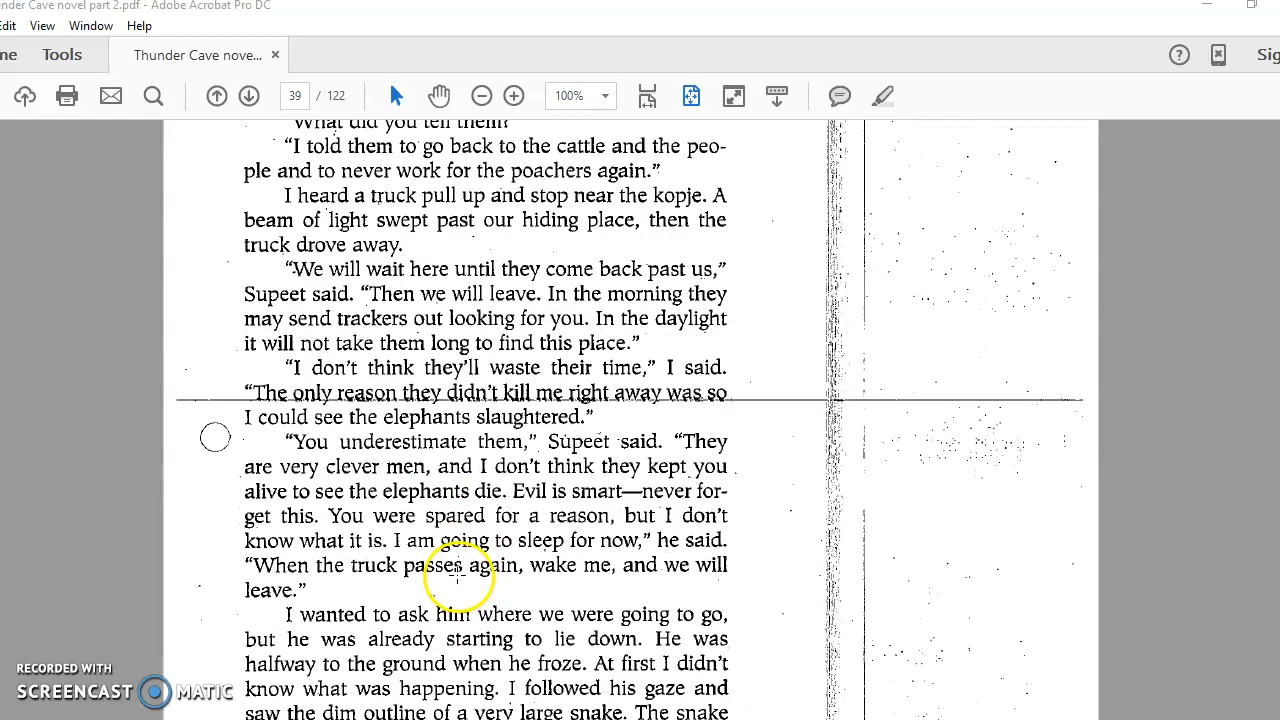 under Cave novel part 2.pdf - Adobe Acrobat Pro DC
Edit View Window Help
me Tools Thunder Cave nove... × Sig
39 / 122 100%
"What did you tell them?
"I told them to go back to the cattle and the peo-
ple and to never work for the poachers again."
I heard a truck pull up and stop near the kopje. A
beam of light swept past our hiding place, then the
truck drove away.
"We will wait here until they come back past us,"
Supeet said. "Then we will leave. In the morning they
may send trackers out looking for you. In the daylight
it will not take them long to find this place."
"I don't think they'll waste their time," I said.
"The only reason they didn't kill me right away was so
I could see the elephants slaughtered."
"You underestimate them," Supeet said. "They
are very clever men, and I don't think they kept you
alive to see the elephants die. Evil is smart—never for-
get this. You were spared for a reason, but I don't
know what it is. I am going to sleep for now," he said.
"When the truck passes again, wake me, and we will
leave."
I wanted to ask him where we were going to go,
but he was already starting to lie down. He was
halfway to the ground when he froze. At first I didn't
know what was happening. I followed his gaze and
saw the dim outline of a very large snake. The snake
RECORDED WITH
SCREENCAST MATIC